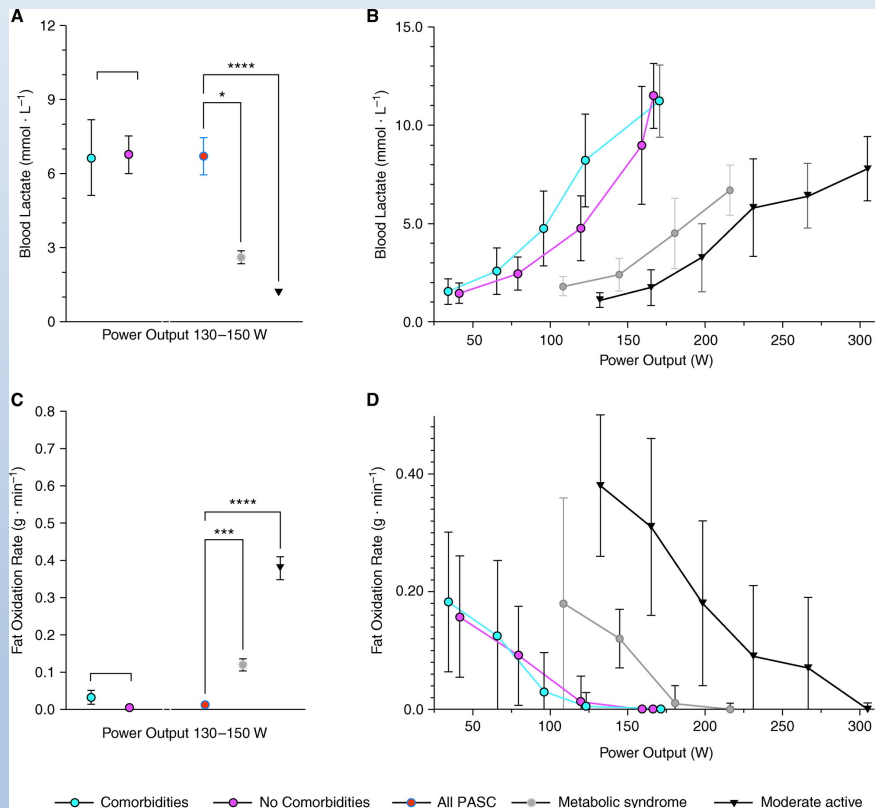 A
B
12
9
6
3
0
Blood Lactate (mmol · L−1)
****
*
Power Output 130–150 W
15.0
10.0
5.0
0.0
Blood Lactate (mmol · L−1)
50 100 150 200 250 300
Power Output (W)
C
D
0.8
0.7
0.6
0.5
0.4
0.3
0.2
0.1
0.0
Fat Oxidation Rate (g · min−1)
****
***
Power Output 130–150 W
0.40
0.20
0.00
Fat Oxidation Rate (g · min−1)
50 100 150 200 250 300
Power Output (W)
Comorbidities No Comorbidities All PASC Metabolic syndrome Moderate active